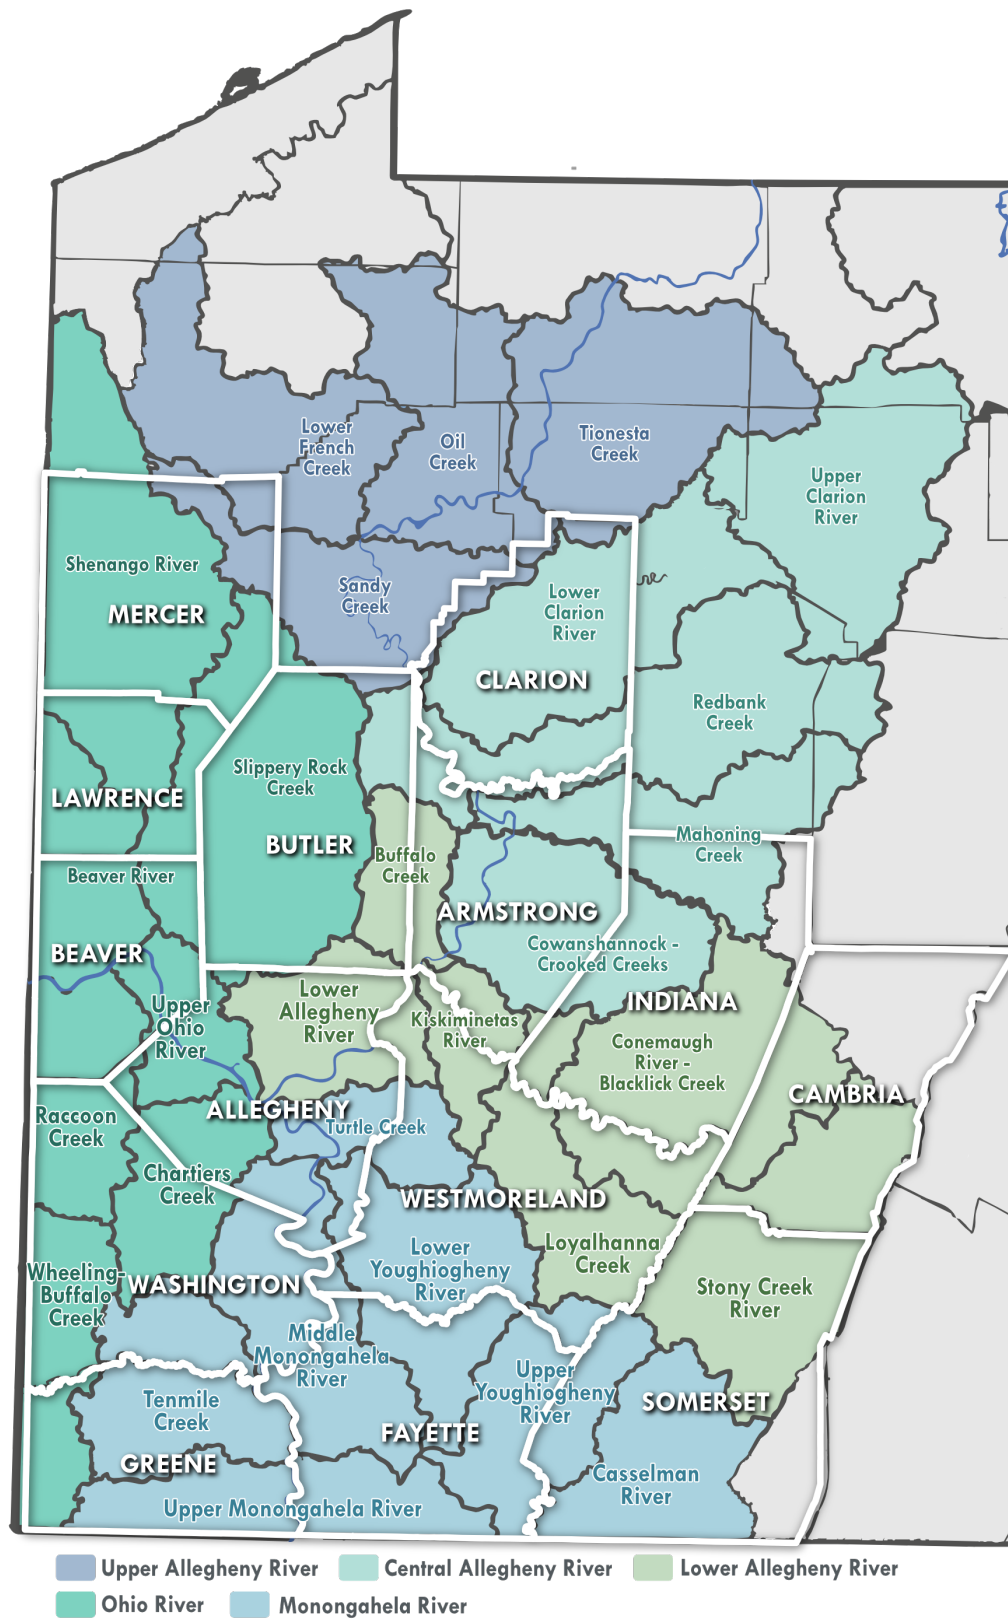 Lower
French
Creek
Oil
Creek
Tionesta
Creek
Upper
Clarion
River
Shenango River
MERCER
Sandy
Creek
Lower
Clarion
River
CLARION
Redbank
Creek
Slippery Rock
Creek
LAWRENCE
BUTLER
Buffalo
Creek
Mahoning
Creek
Beaver River
BEAVER
ARMSTRONG
Cowanshannock -
Crooked Creeks
INDIANA
Upper
Ohio
River
Lower
Allegheny
River
Kiskiminetas
River
Conemaugh
River -
Blacklick Creek
CAMBRIA
ALLEGHENY
Raccoon
Creek
Turtle Creek
Chartiers
Creek
WESTMORELAND
Lower
Youghiogheny
River
Loyalhanna
Creek
Wheeling-
Buffalo
Creek
WASHINGTON
Stony Creek
River
Middle
Monongahela
River
Upper
Youghiogheny
River
SOMERSET
Tenmile
Creek
FAYETTE
GREENE
Casselman
River
Upper Monongahela River
Upper Allegheny River
Central Allegheny River
Lower Allegheny River
Ohio River
Monongahela River